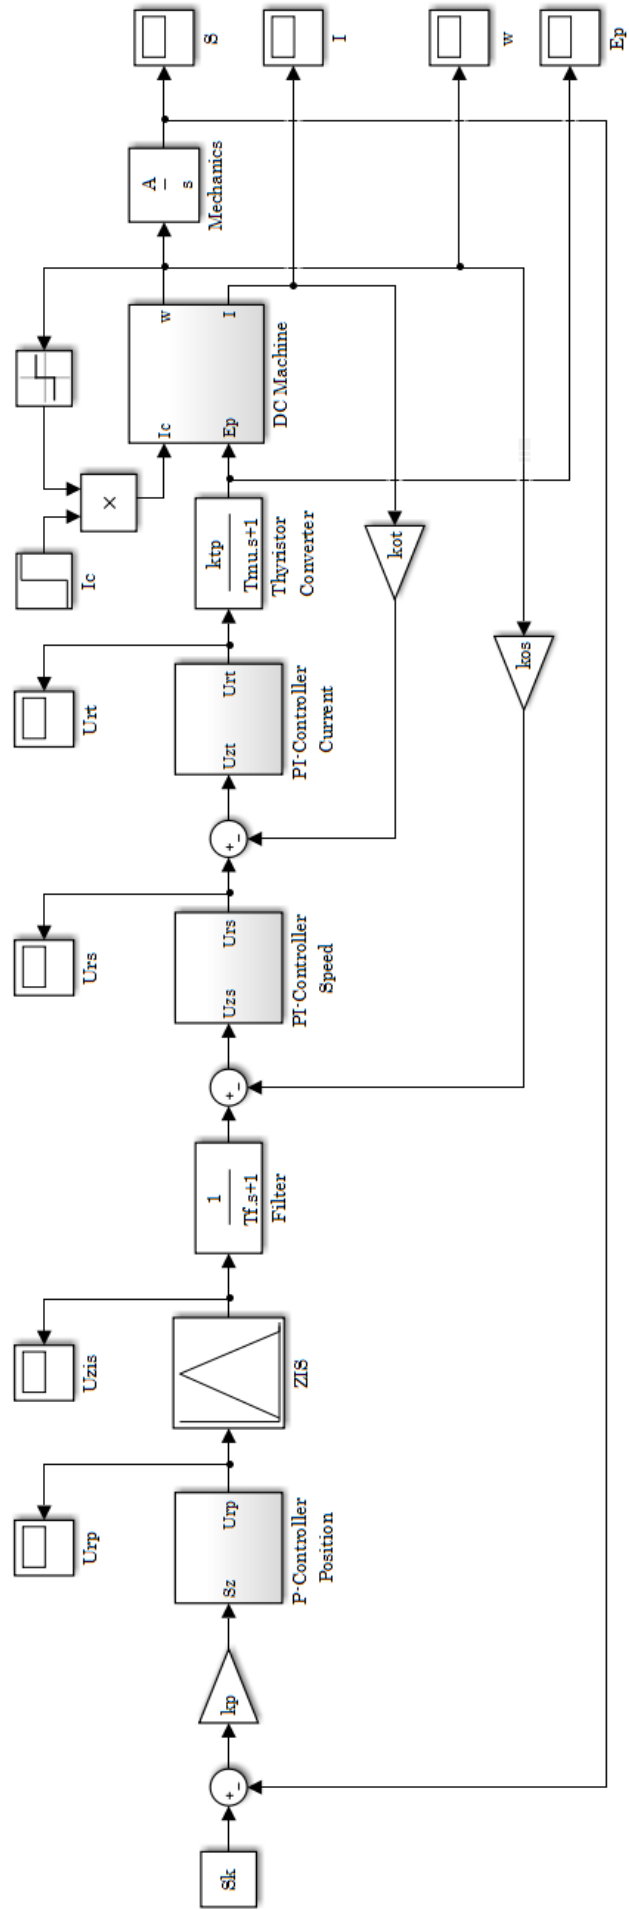 Sk
+
-
kp
Sz
Urp
P-Controller
Position
Urp
ZIS
Uzis
1
Tf.s+1
Filter
+
-
Uzs
Urs
PI-Controller
Speed
Urs
+
-
Uzt
Urt
PI-Controller
Current
Urt
ktp
Tmu.s+1
Thyristor
Converter
Ic
×
Ic
Ep
w
I
DC Machine
A
s
Mechanics
kot
kos
S
I
w
Ep